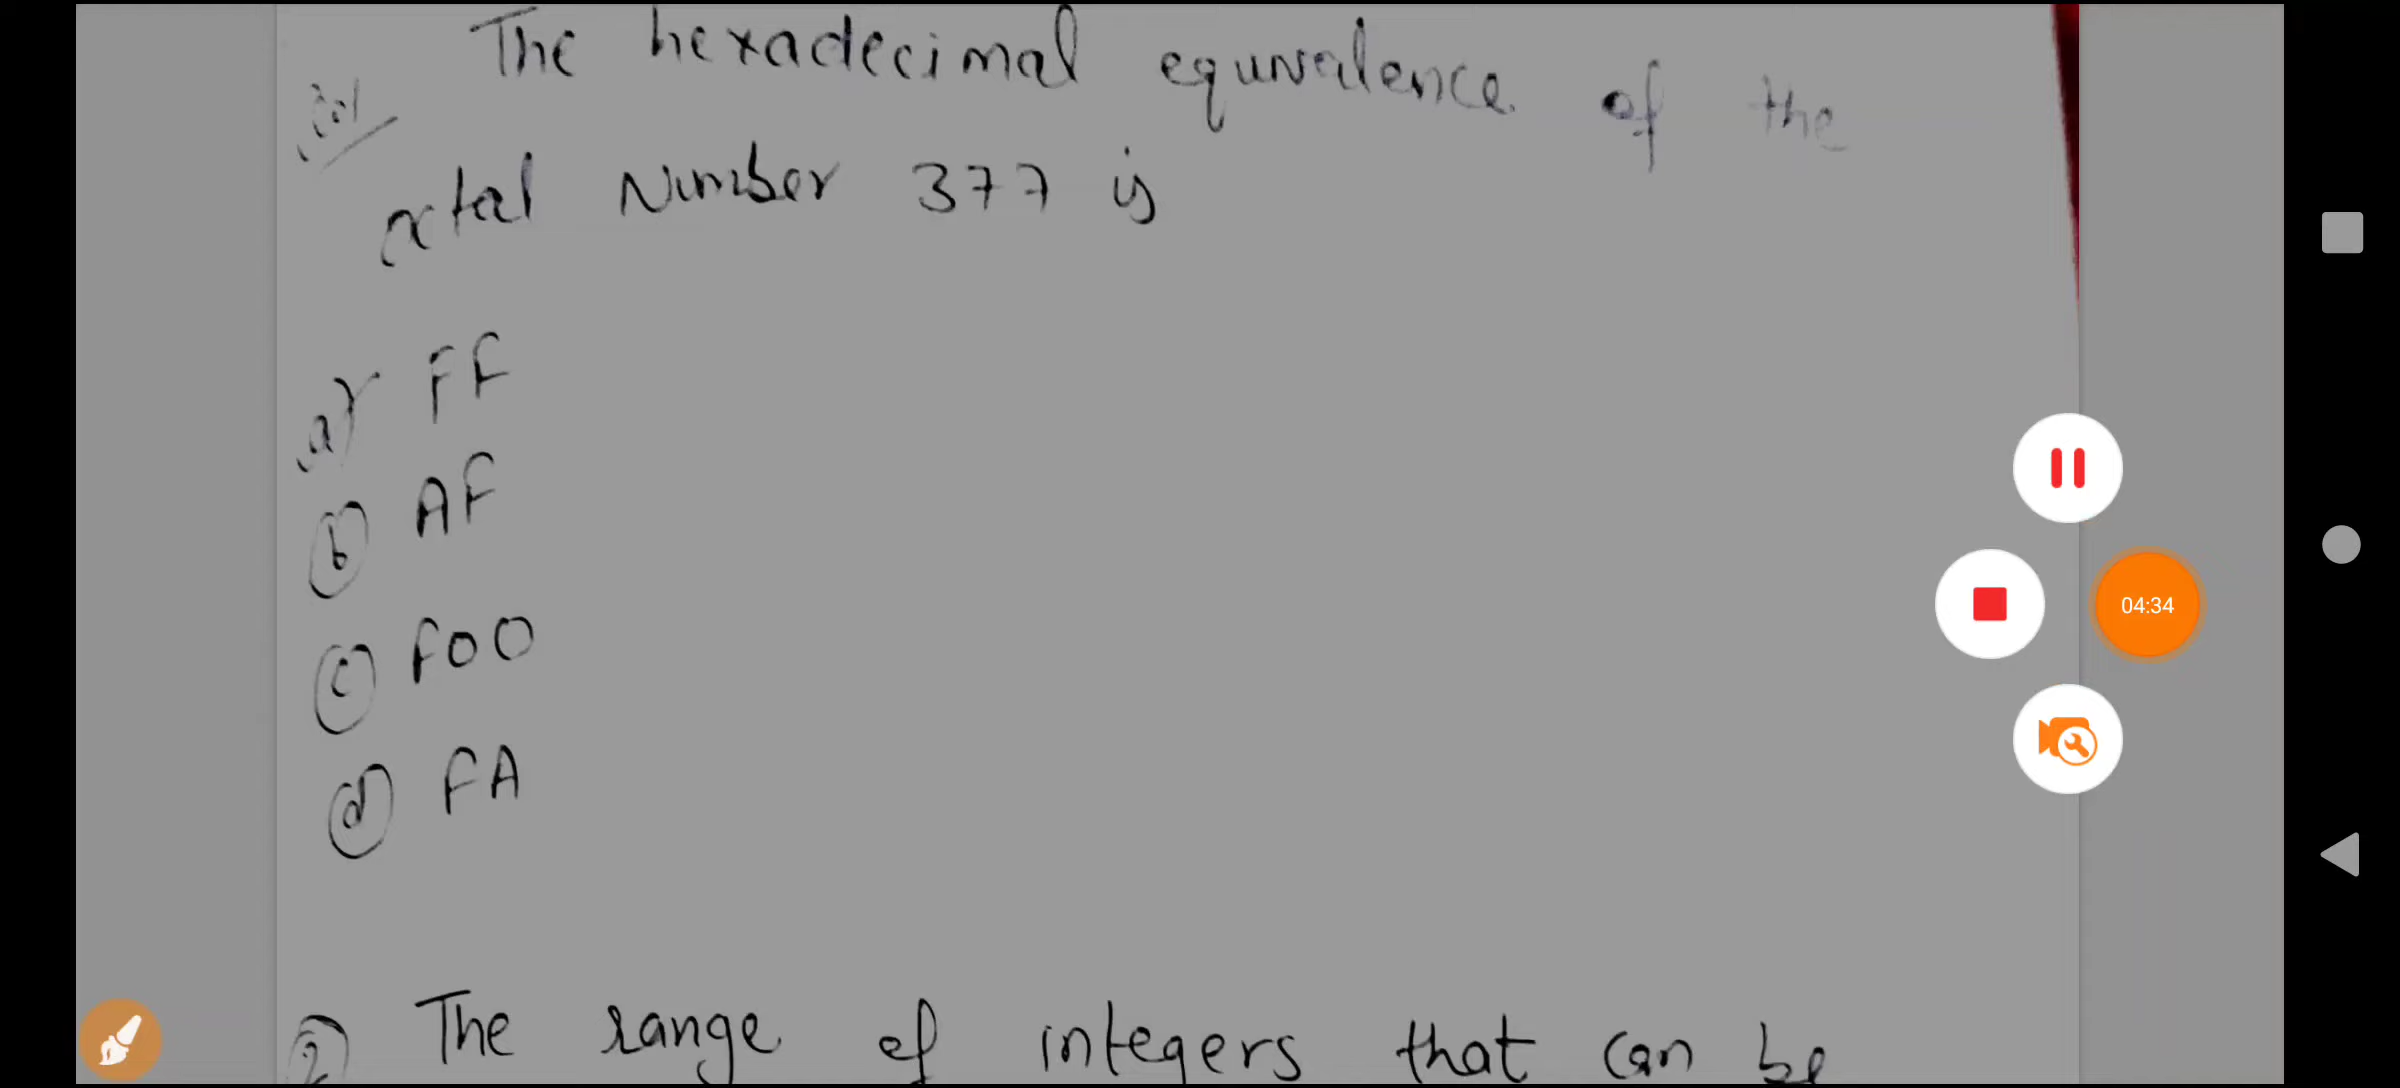 The hexadecimal equivalence of the
octal Number 377 is
a) FF
(b) AF
(c) F00
(d) FA
04:34
(2) The range of integers that can be